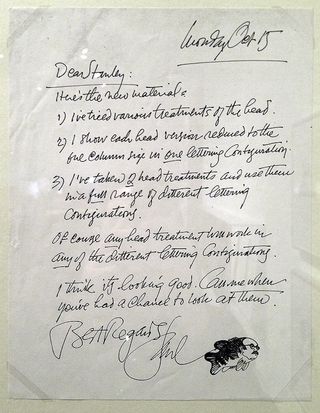 Monday Oct 15
Dear Stanley:
Here's the new material:
1) I've tried various treatments of the head.
2) I show each head version reduced to the
one column size in one lettering configuration.
3) I've taken 2 head treatments and use them
in a full range of different lettering
configurations.
Of course any head treatment will work in
any of the different lettering configurations.
I think it's looking good. Call me when
you've had a chance to look at them.
Best Regards,